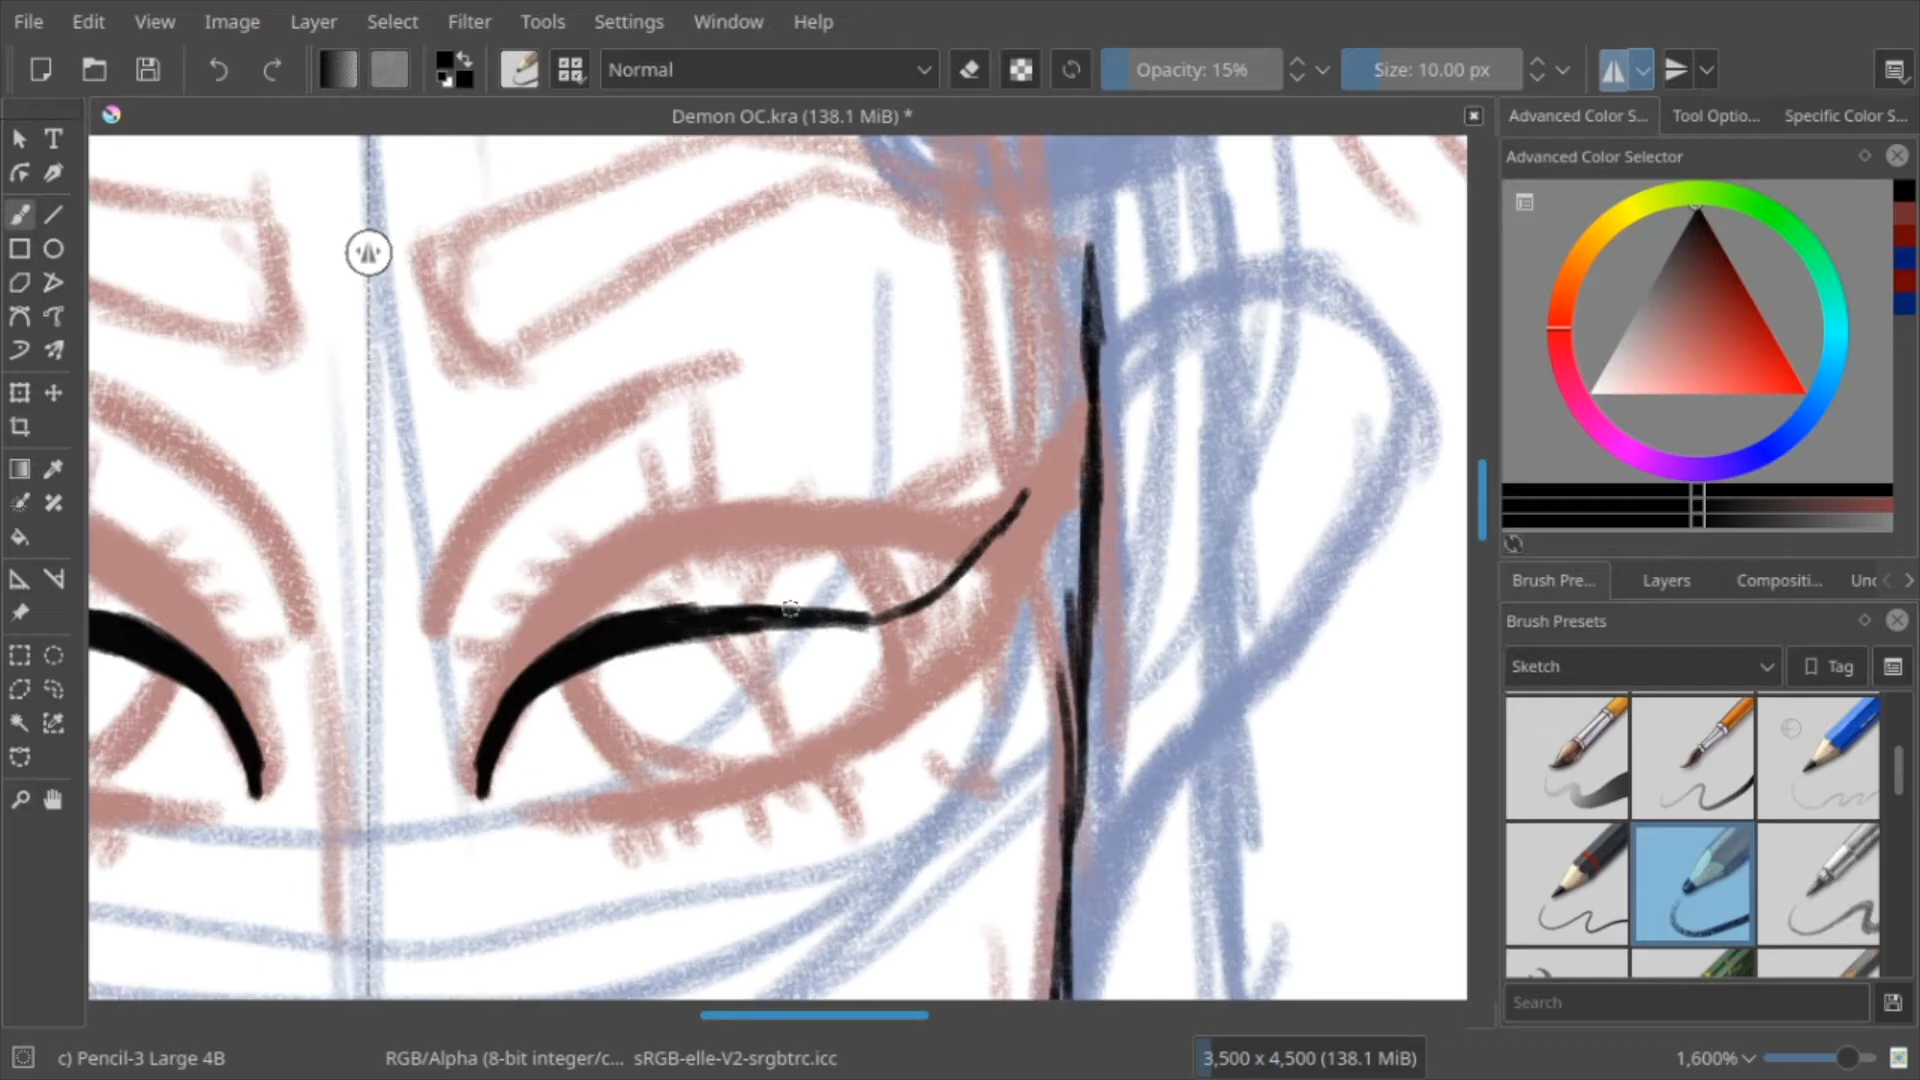 File Edit View Image Layer Select Filter Tools Settings Window Help
Normal Opacity: 15% Size: 10.00 px
Demon OC.kra (138.1 MiB) *
Advanced Color S... Tool Optio... Specific Color S...
Advanced Color Selector
Brush Pre... Layers Compositi... Unc
Brush Presets
Sketch Tag
Search
c) Pencil-3 Large 4B RGB/Alpha (8-bit integer/c... sRGB-elle-V2-srgbtrc.icc 3,500 x 4,500 (138.1 MiB) 1,600%